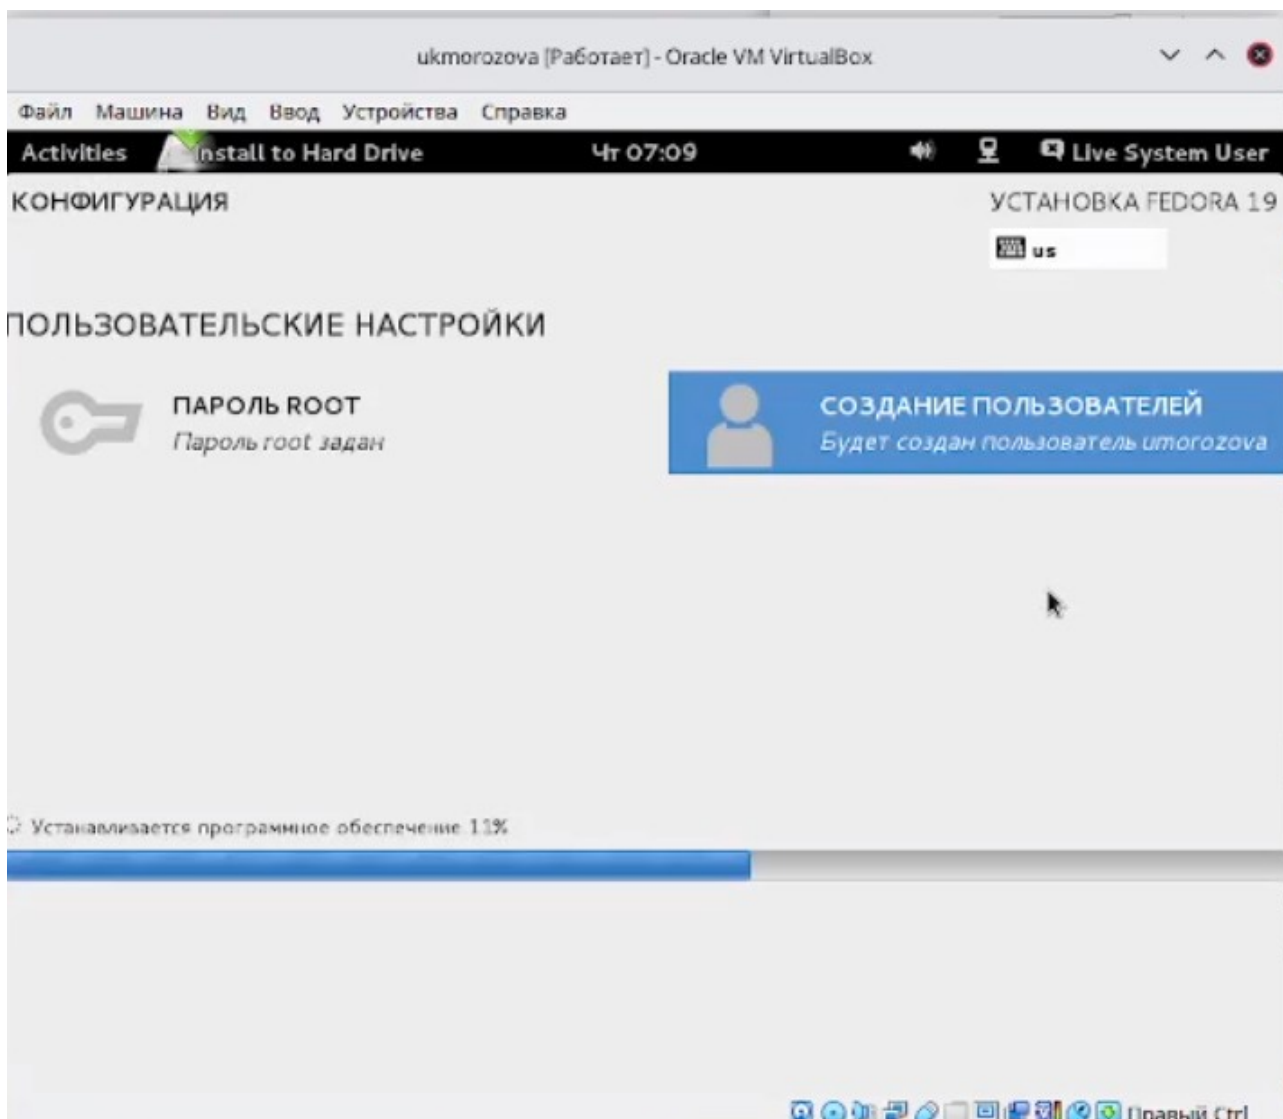 ukmorozova [Работает] - Oracle VM VirtualBox
Файл Машина Вид Ввод Устройства Справка
Activities Install to Hard Drive Чт 07:09 Live System User
КОНФИГУРАЦИЯ УСТАНОВКА FEDORA 19
us
ПОЛЬЗОВАТЕЛЬСКИЕ НАСТРОЙКИ
ПАРОЛЬ ROOT
Пароль root задан
СОЗДАНИЕ ПОЛЬЗОВАТЕЛЕЙ
Будет создан пользователь umorozova
Устанавливается программное обеспечение 11%
Правый Ctrl